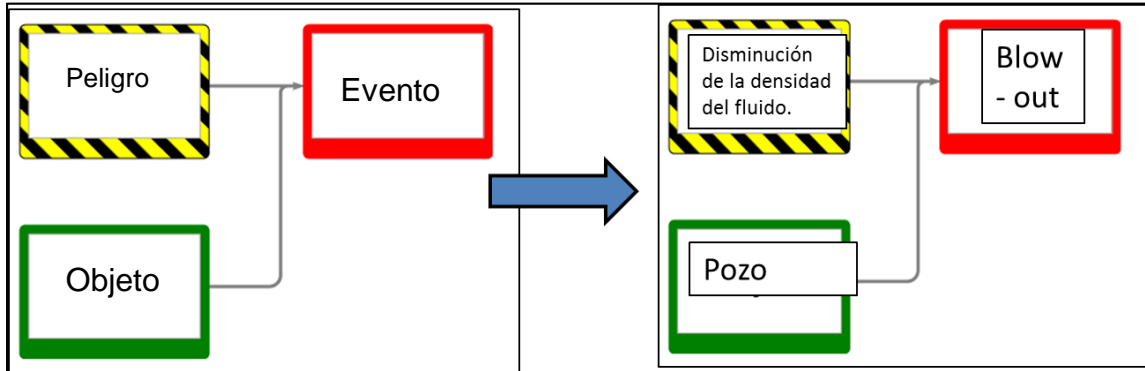 Peligro
Evento
Objeto
Disminución
de la densidad
del fluido.
Blow
- out
Pozo